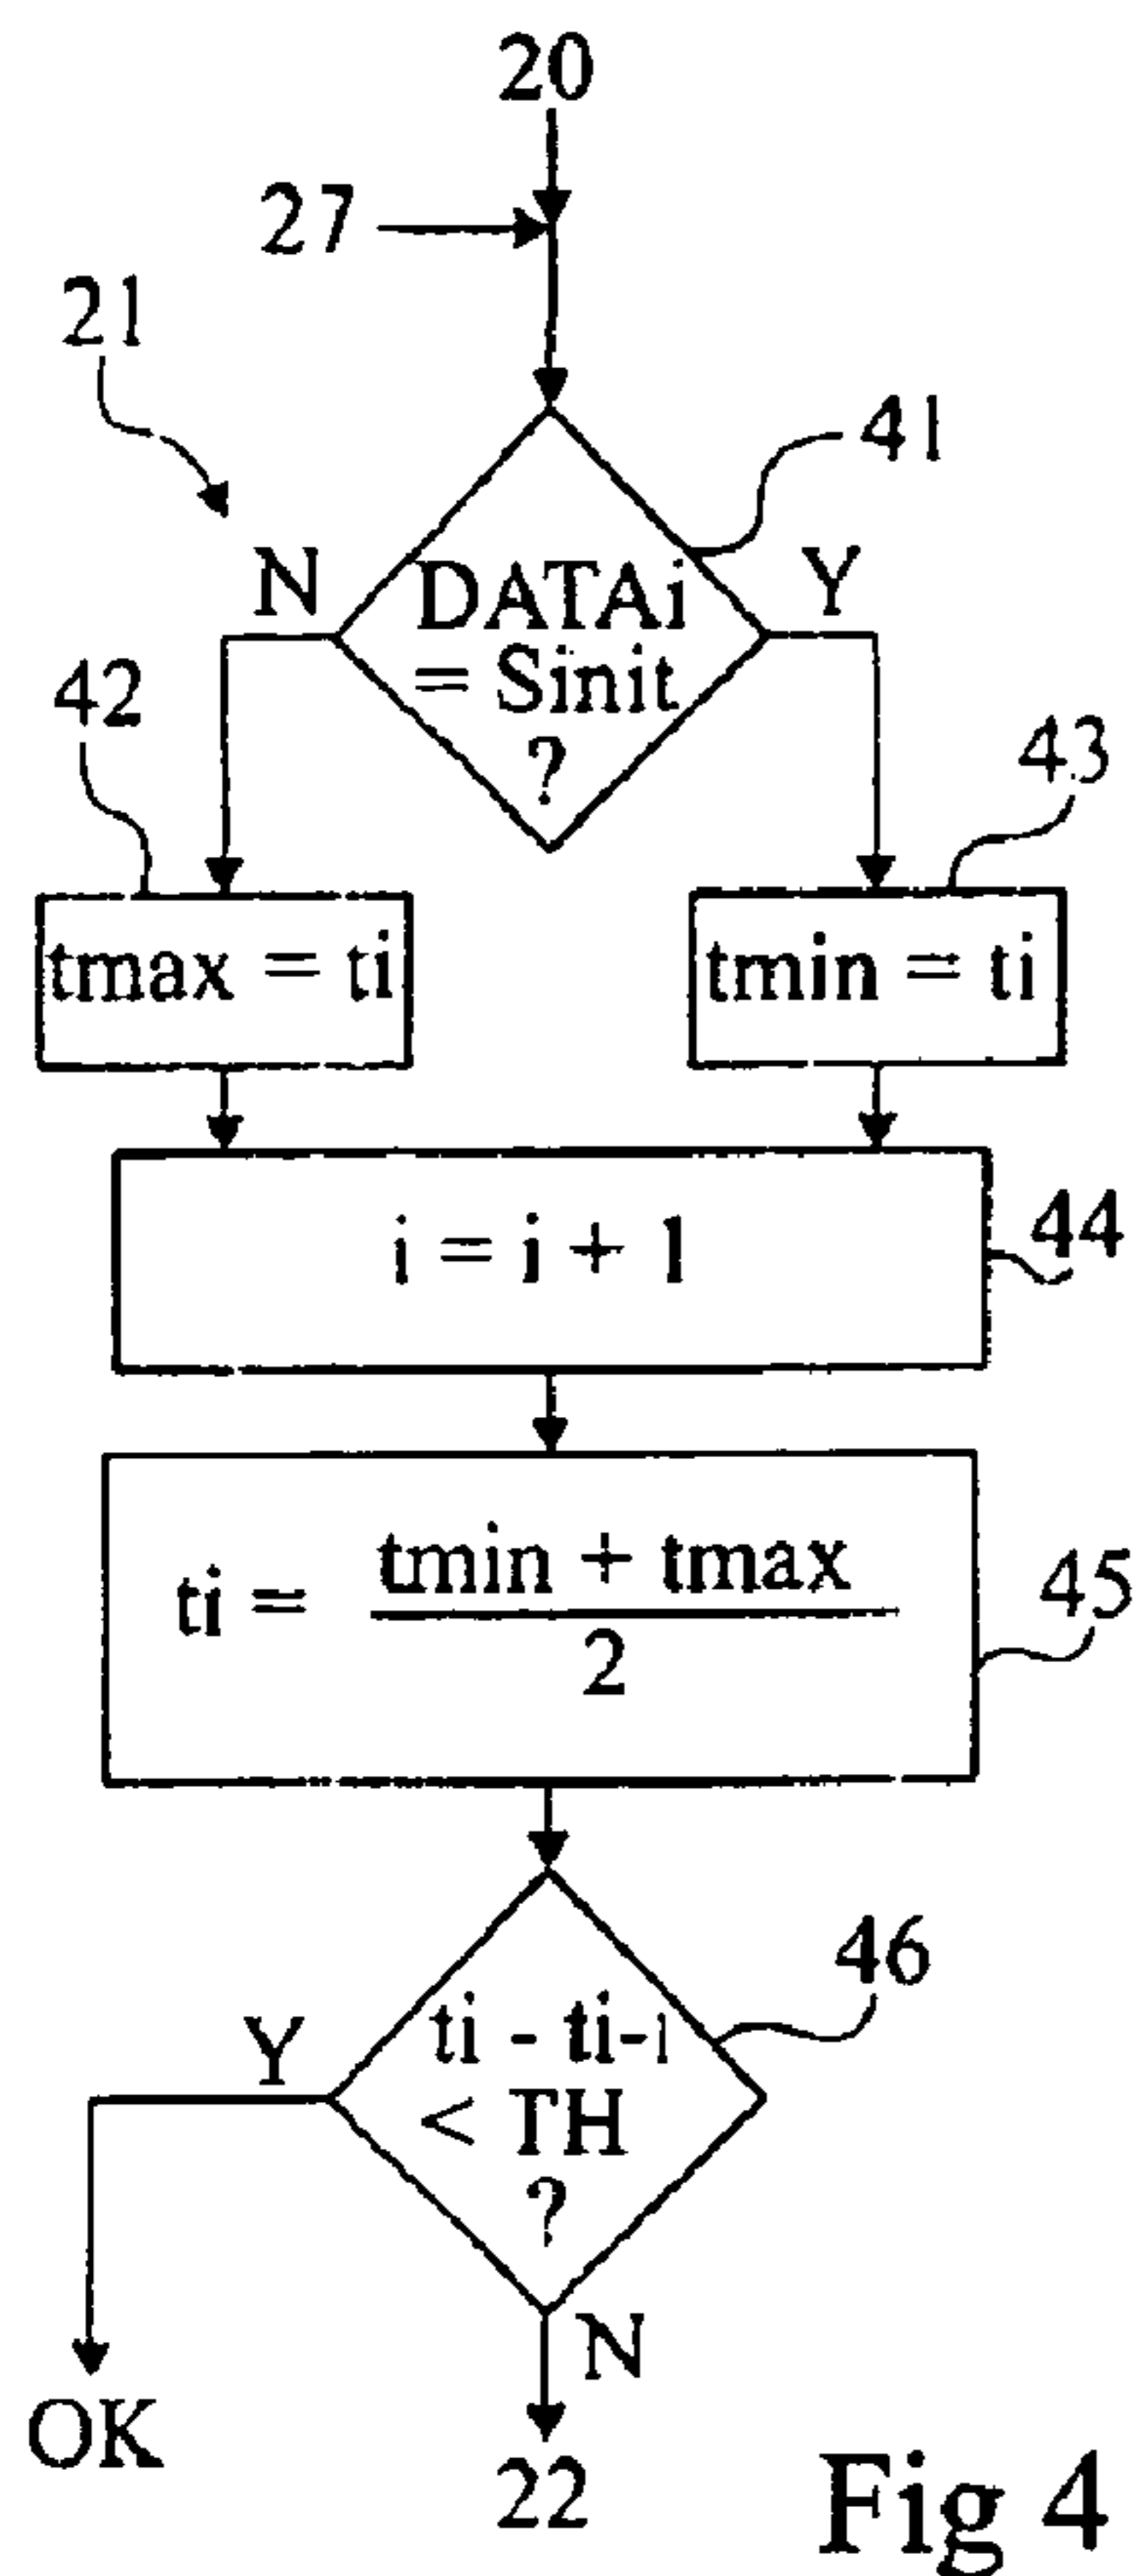 20
27
21
41
N
Y
DATAi
= Sinit
?
42
43
tmax = ti
tmin = ti
i = i + 1
44
ti = tmin + tmax
2
45
46
Y
ti - ti-1
< TH
?
N
OK
22
Fig 4